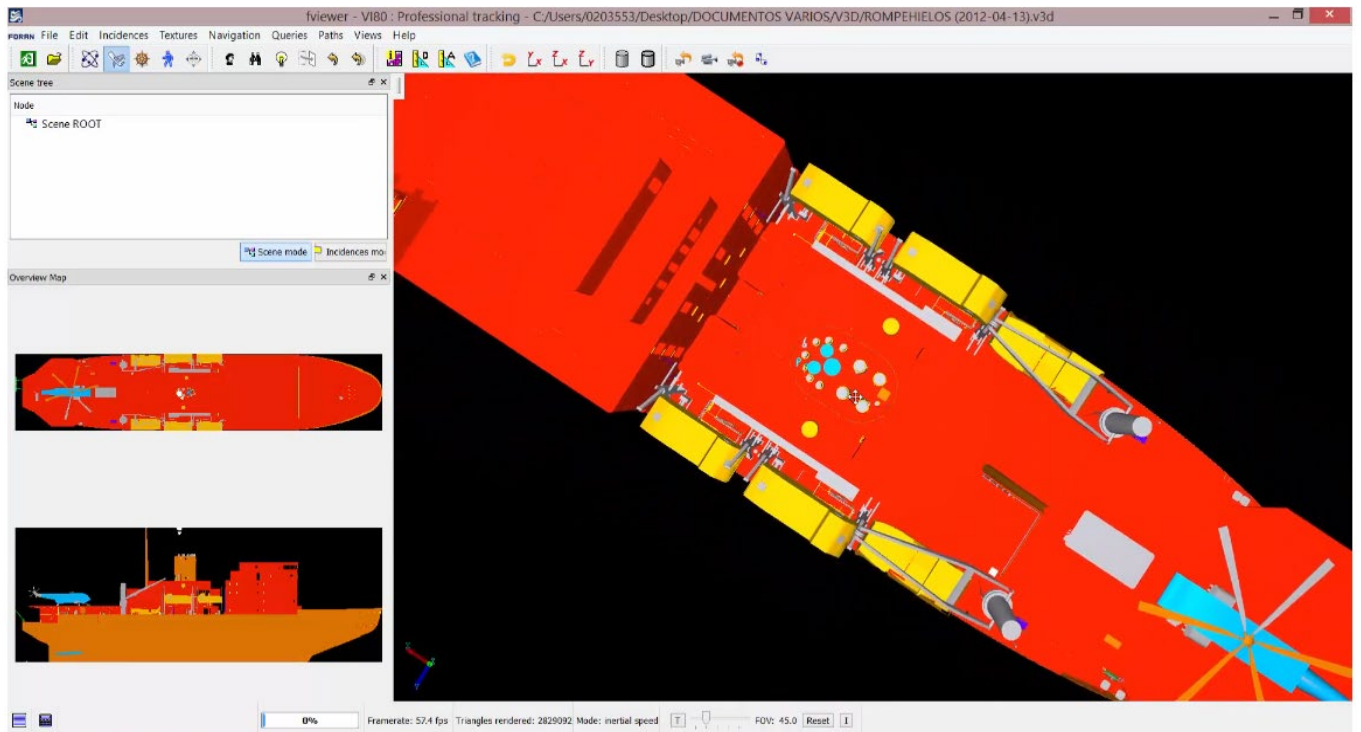 fviewer - VI80 : Professional tracking - C:/Users/0203553/Desktop/DOCUMENTOS VARIOS/V3D/ROMPEHIELOS (2012-04-13).v3d
FORAN File Edit Incidences Textures Navigation Queries Paths Views Help
Scene tree
Node
Scene ROOT
Scene mode Incidences mo
Overview Map
0% Framerate: 57.4 fps Triangles rendered: 2829092 Mode: inertial speed T FOV: 45.0 Reset I